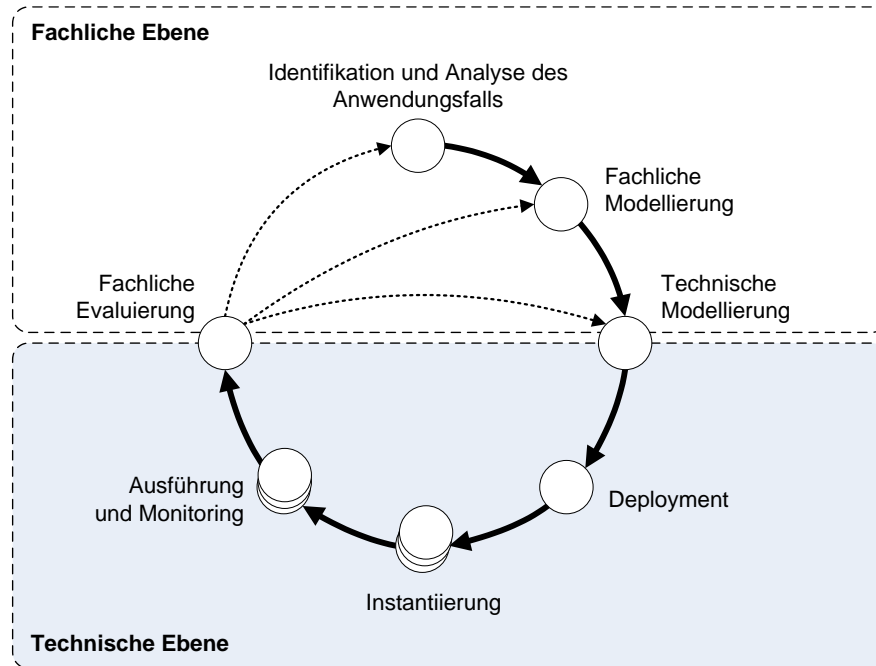 Fachliche Ebene
Identifikation und Analyse des
Anwendungsfalls
Fachliche
Modellierung
Fachliche
Evaluierung
Technische
Modellierung
Ausführung
und Monitoring
Deployment
Instantiierung
Technische Ebene